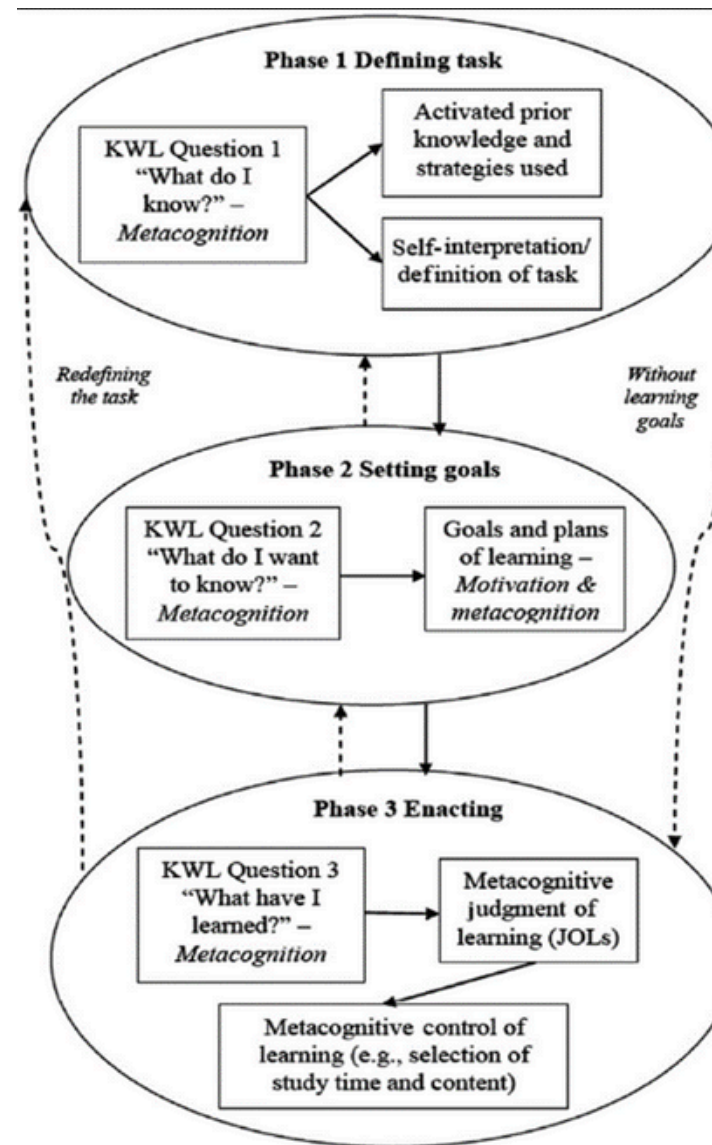 Phase 1 Defining task
KWL Question 1
“What do I
know?” –
Metacognition
Activated prior
knowledge and
strategies used
Self-interpretation/
definition of task
Redefining
the task
Without
learning
goals
Phase 2 Setting goals
KWL Question 2
“What do I want
to know?” –
Metacognition
Goals and plans
of learning –
Motivation &
metacognition
Phase 3 Enacting
KWL Question 3
“What have I
learned?” –
Metacognition
Metacognitive
judgment of
learning (JOLs)
Metacognitive control of
learning (e.g., selection of
study time and content)